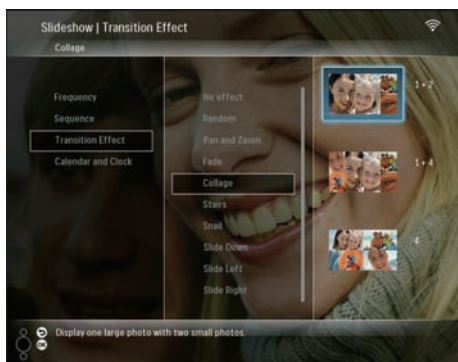 Slideshow | Transition Effect
Collage
Frequency
Sequence
Transition Effect
Calendar and Clock
No effect
Random
Pan and Zoom
Fade
Collage
Stairs
Snail
Slide Down
Slide Left
Slide Right
1 + 2
1 + 4
4
OK
Display one large photo with two small photos.